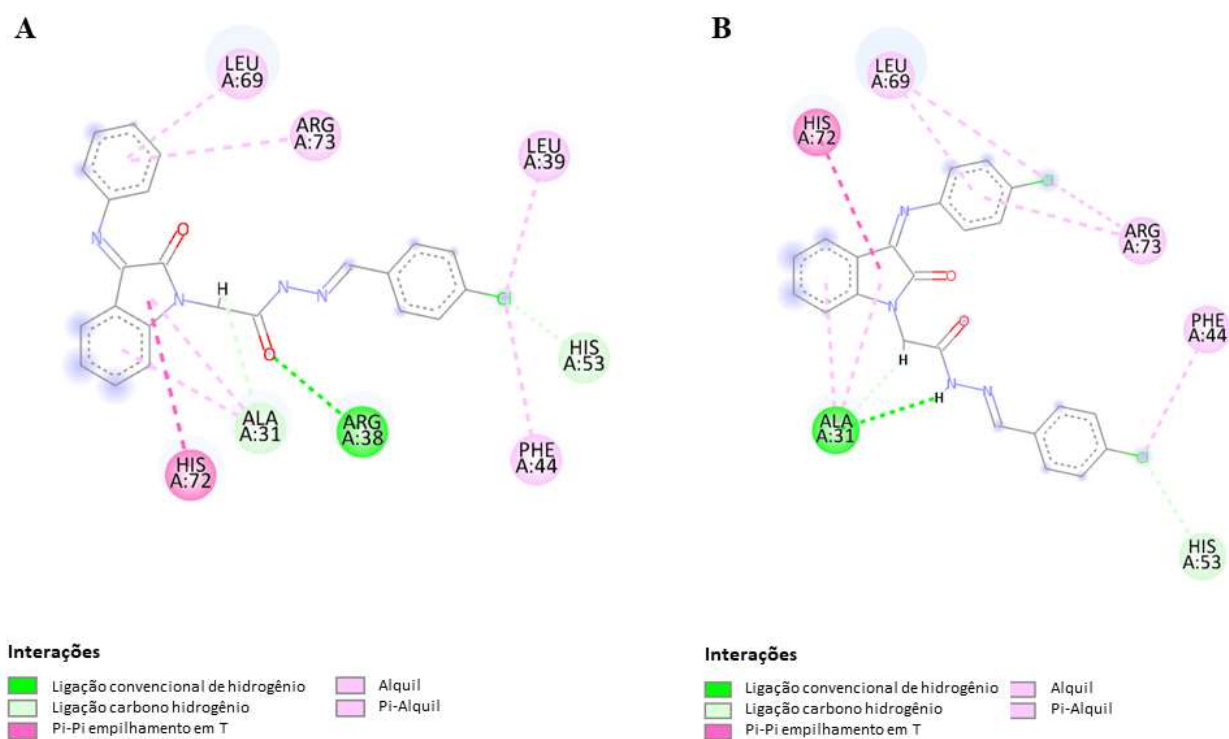 A
LEU
A:69
ARG
A:73
LEU
A:39
N
O
H
N
N
N
O
Cl
HIS
A:53
ALA
A:31
ARG
A:38
PHE
A:44
HIS
A:72
Interações
Ligação convencional de hidrogênio
Ligação carbono hidrogênio
Pi-Pi empilhamento em T
Alquil
Pi-Alquil
B
LEU
A:69
HIS
A:72
Cl
N
ARG
A:73
O
N
O
H
PHE
A:44
H
N
N
ALA
A:31
Cl
HIS
A:53
Interações
Ligação convencional de hidrogênio
Ligação carbono hidrogênio
Pi-Pi empilhamento em T
Alquil
Pi-Alquil